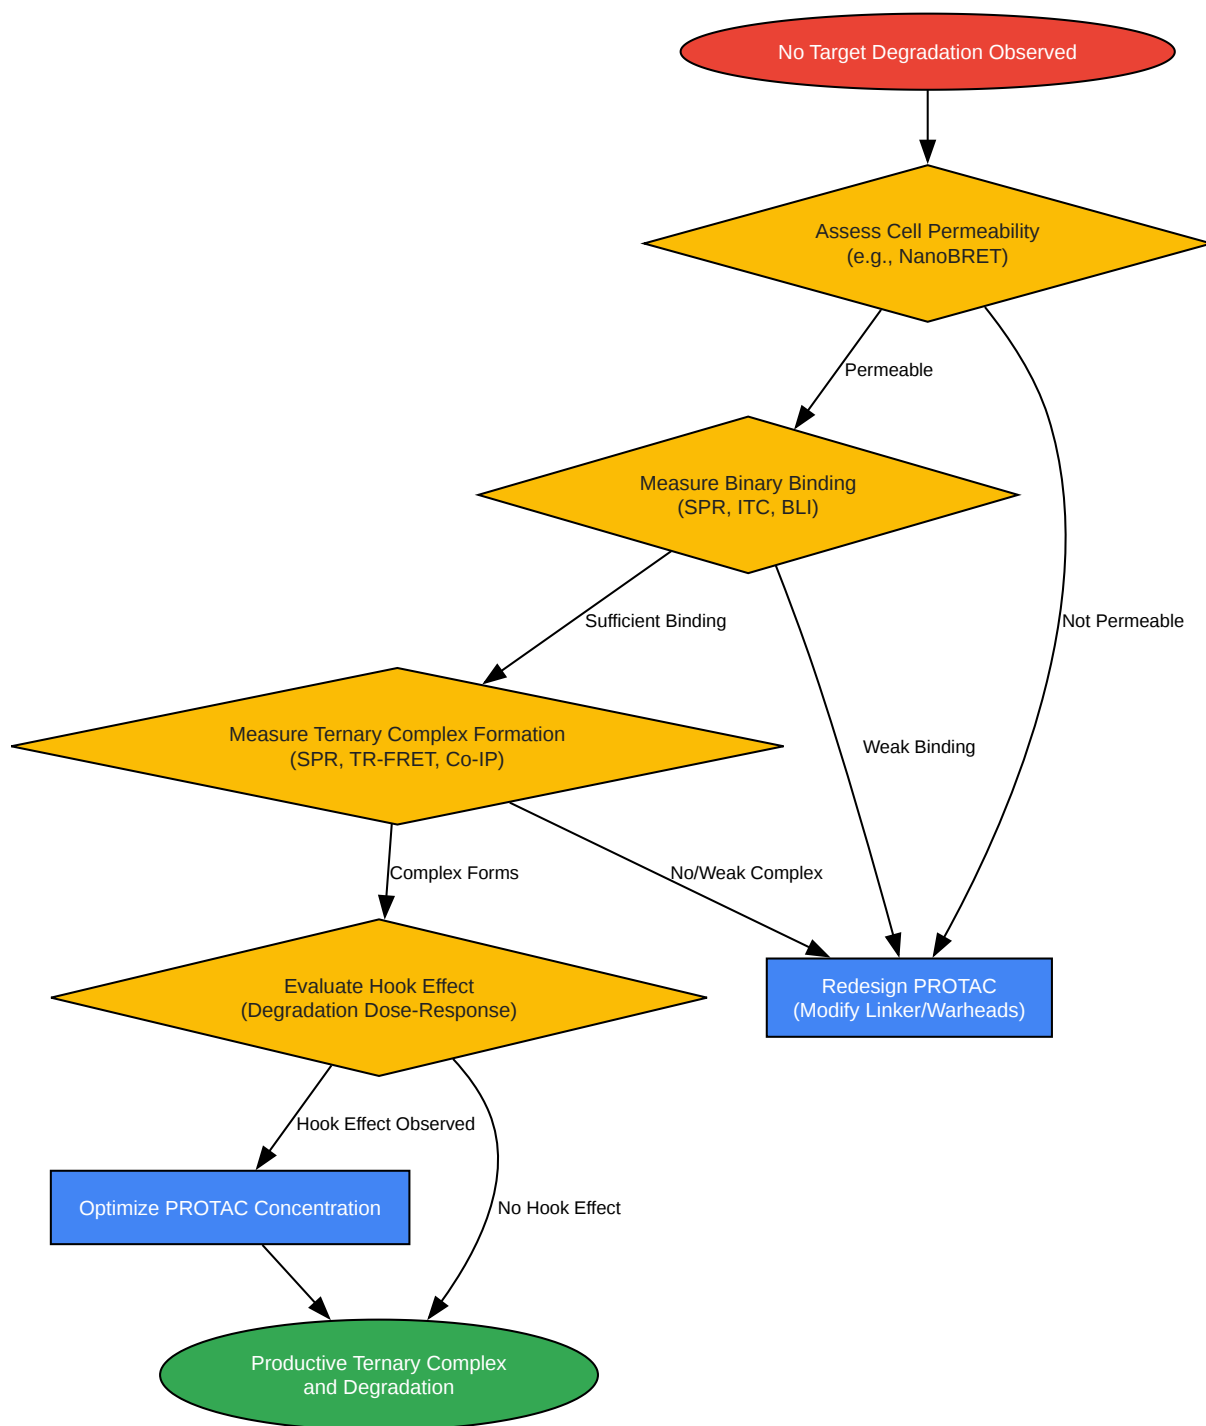 No Target Degradation Observed
Assess Cell Permeability
(e.g., NanoBRET)
Permeable
Measure Binary Binding
(SPR, ITC, BLI)
Sufficient Binding
Not Permeable
Measure Ternary Complex Formation
(SPR, TR-FRET, Co-IP)
Weak Binding
Complex Forms
No/Weak Complex
Evaluate Hook Effect
(Degradation Dose-Response)
Redesign PROTAC
(Modify Linker/Warheads)
Hook Effect Observed
Optimize PROTAC Concentration
No Hook Effect
Productive Ternary Complex
and Degradation